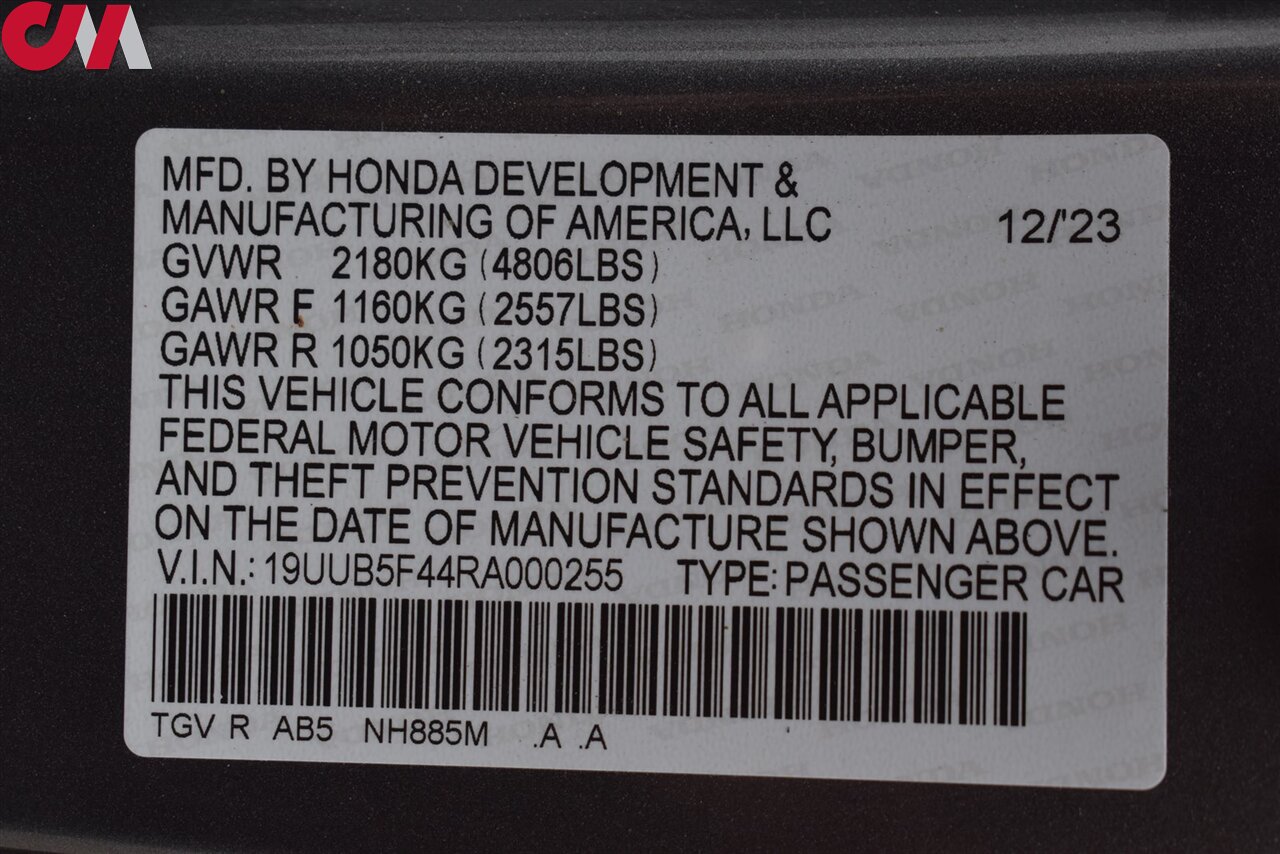 CM
MFD. BY HONDA DEVELOPMENT &
MANUFACTURING OF AMERICA, LLC 12/'23
GVWR 2180KG (4806LBS)
GAWR F 1160KG (2557LBS)
GAWR R 1050KG (2315LBS)
THIS VEHICLE CONFORMS TO ALL APPLICABLE
FEDERAL MOTOR VEHICLE SAFETY, BUMPER,
AND THEFT PREVENTION STANDARDS IN EFFECT
ON THE DATE OF MANUFACTURE SHOWN ABOVE.
V.I.N.: 19UUB5F44RA000255 TYPE: PASSENGER CAR
TGV R AB5 NH885M .A .A